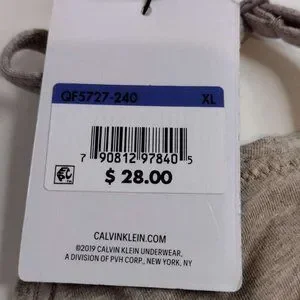 QF5727-240 XL
7 90812 97840 5
$ 28.00
CALVINKLEIN.COM
©2019 CALVIN KLEIN UNDERWEAR,
A DIVISION OF PVH CORP., NEW YORK, NY